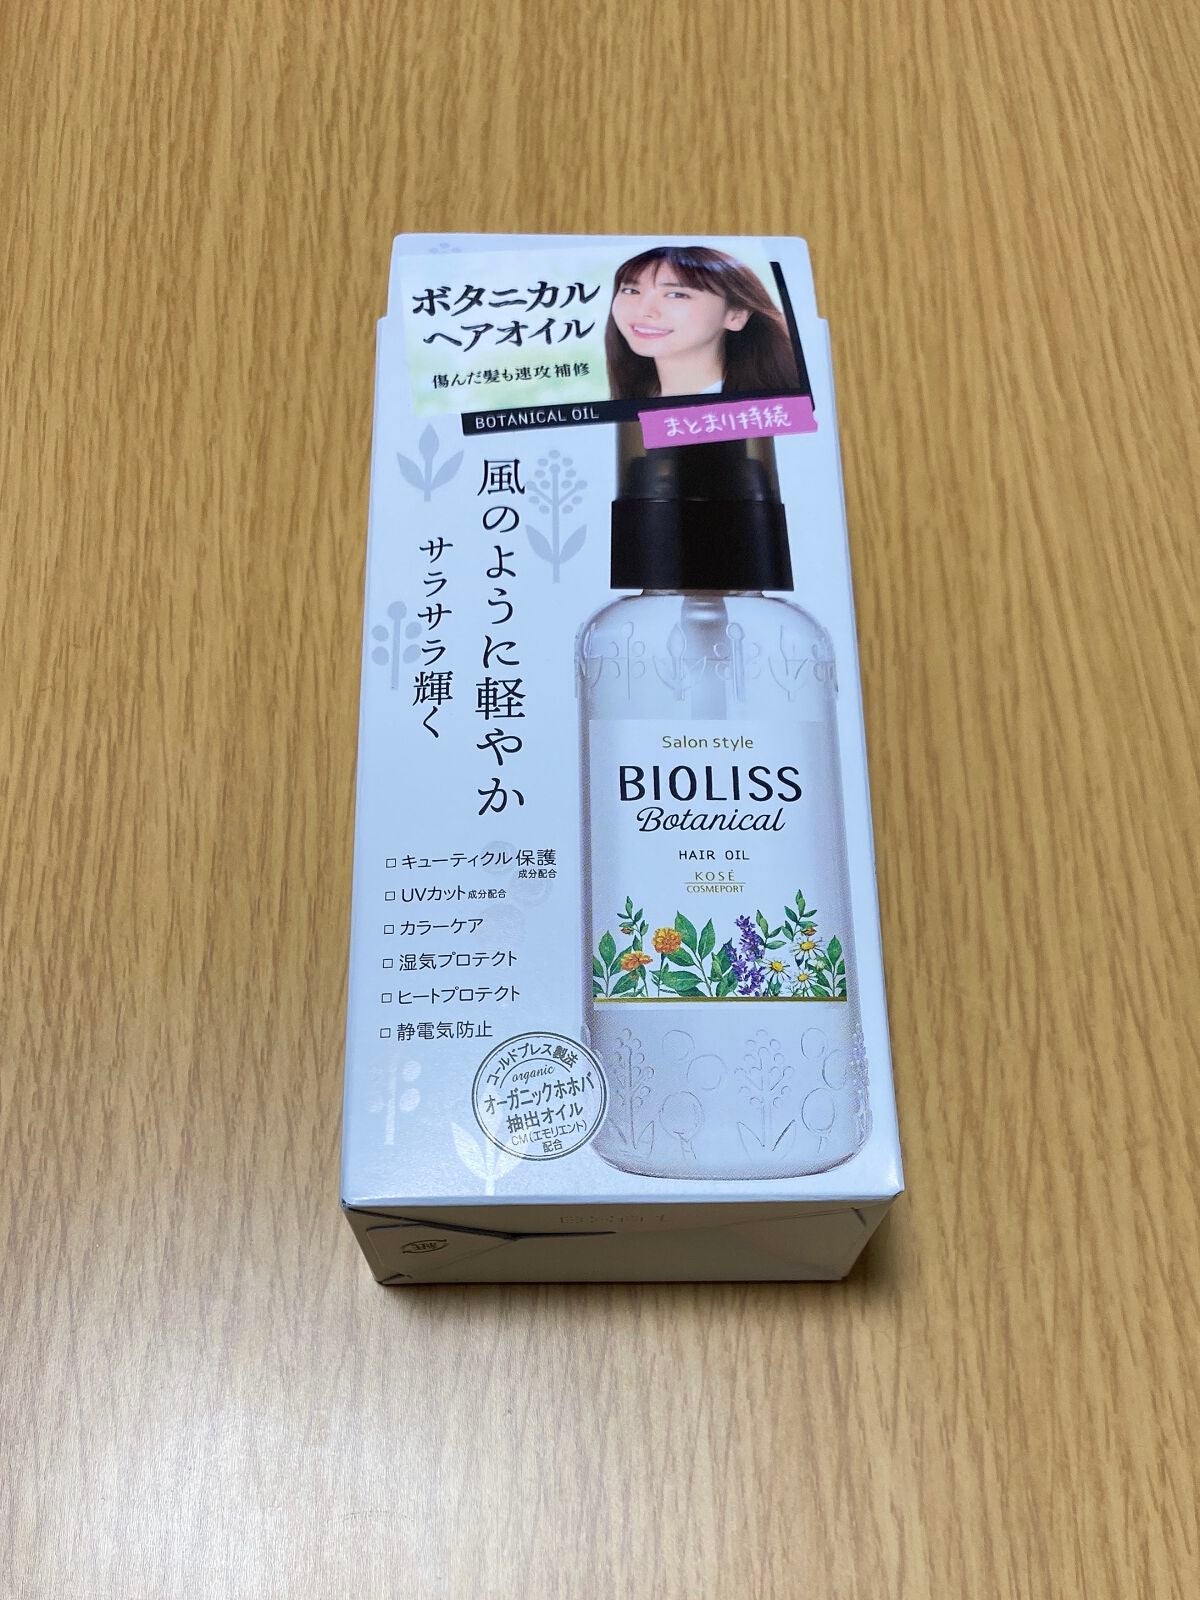 ボタニカル
ヘアオイル
傷んだ髪も速攻補修
BOTANICAL OIL
まとまり持続
風のように軽やか
サラサラ輝く
Salon style
BIOLISS
Botanical
HAIR OIL
KOSÉ
COSMEPORT
□ キューティクル保護
成分配合
□ UVカット成分配合
□ カラーケア
□ 湿気プロテクト
□ ヒートプロテクト
□ 静電気防止
コールドプレス製法
organic
オーガニックホホバ
抽出オイル
CM(エモリエント)
配合